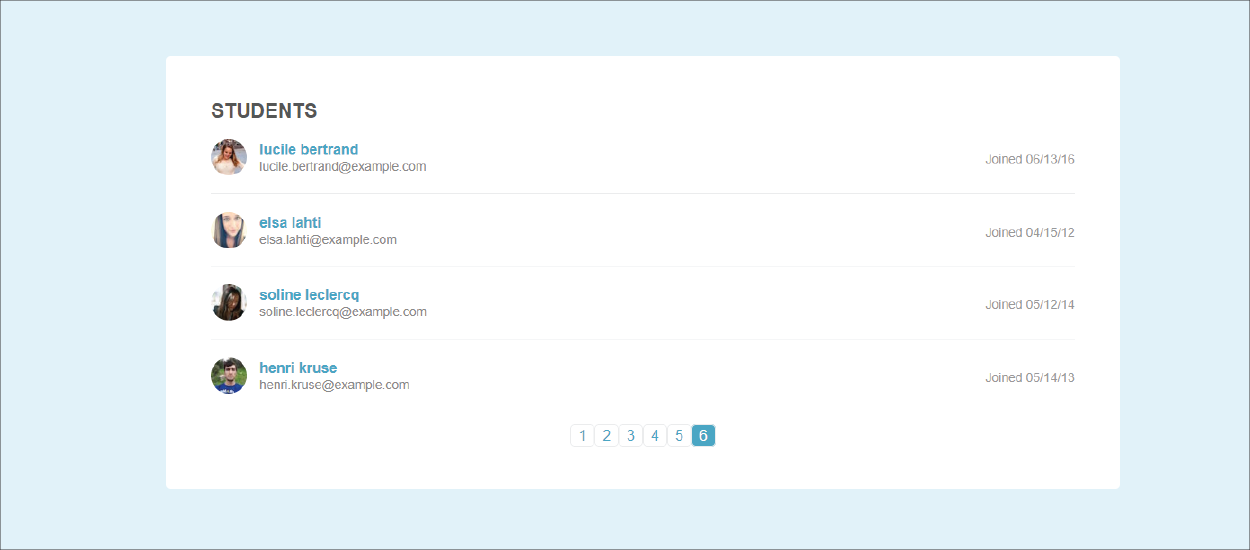 STUDENTS
lucile bertrand
lucile.bertrand@example.com
Joined 06/13/16
elsa lahti
elsa.lahti@example.com
Joined 04/15/12
soline leclercq
soline.leclercq@example.com
Joined 05/12/14
henri kruse
henri.kruse@example.com
Joined 05/14/13
1 2 3 4 5 6